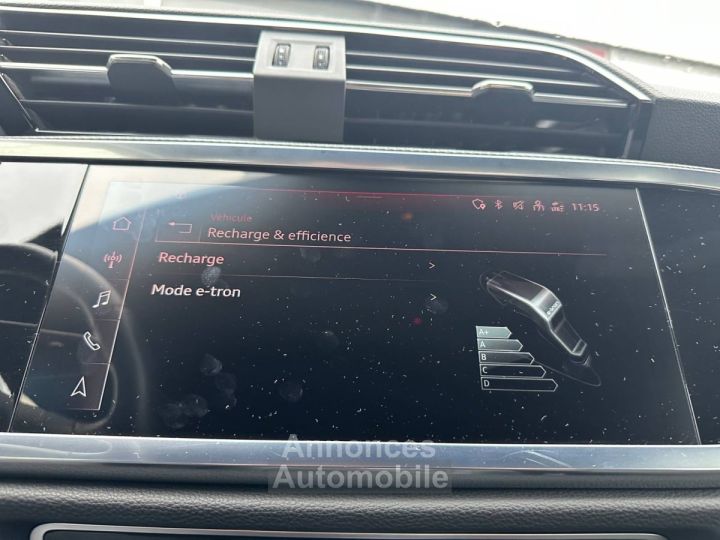 11:15
Véhicule
Recharge & efficience
Recharge >
Mode e-tron >
A+
A
B
C
D
Annonces
Automobile